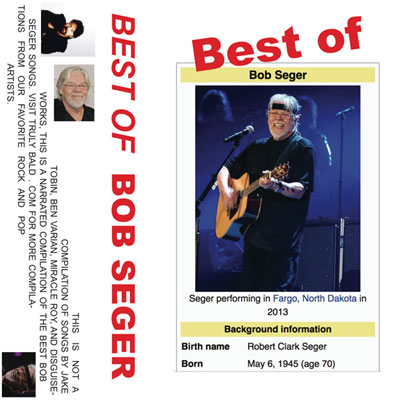 THIS IS NOT A
COMPILATION OF SONGS BY JAKE
TOBIN, BEN VARIAN, MIRACLE ROY, AND DISGUISE-
WORKS. THIS IS A NARRATED COMPILATION OF THE BEST BOB
SEGER SONGS. VISIT TRULY BALD . COM FOR MORE COMPILA-
TIONS FROM OUR FAVORITE ROCK AND POP
ARTISTS.
BEST OF BOB SEGER
Best of
Bob Seger
Seger performing in Fargo, North Dakota in
2013
Background information
Birth name Robert Clark Seger
Born May 6, 1945 (age 70)